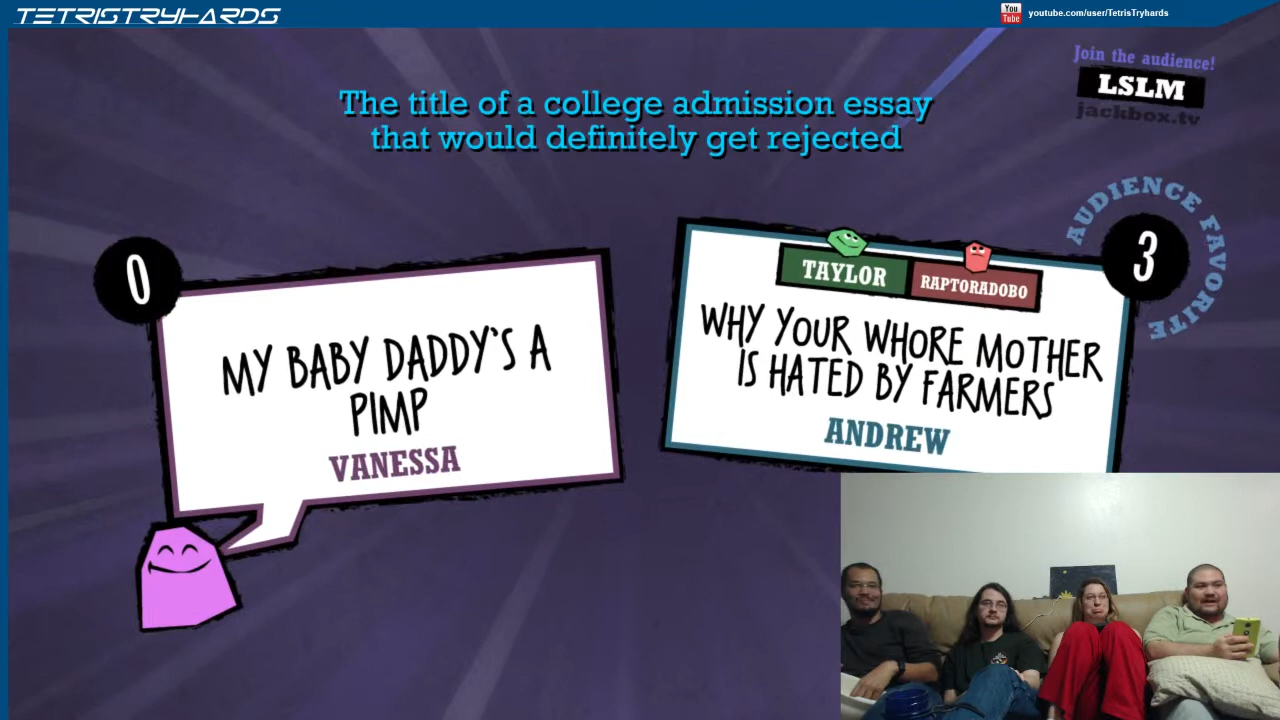 TETRISTRYHARDS
You
Tube
youtube.com/user/TetrisTryhards
Join the audience!
LSLM
jackbox.tv
The title of a college admission essay
that would definitely get rejected
0
MY BABY DADDY'S A
PIMP
VANESSA
AUDIENCE FAVORITE
3
TAYLOR
RAPTORADOBO
WHY YOUR WHORE MOTHER
IS HATED BY FARMERS
ANDREW